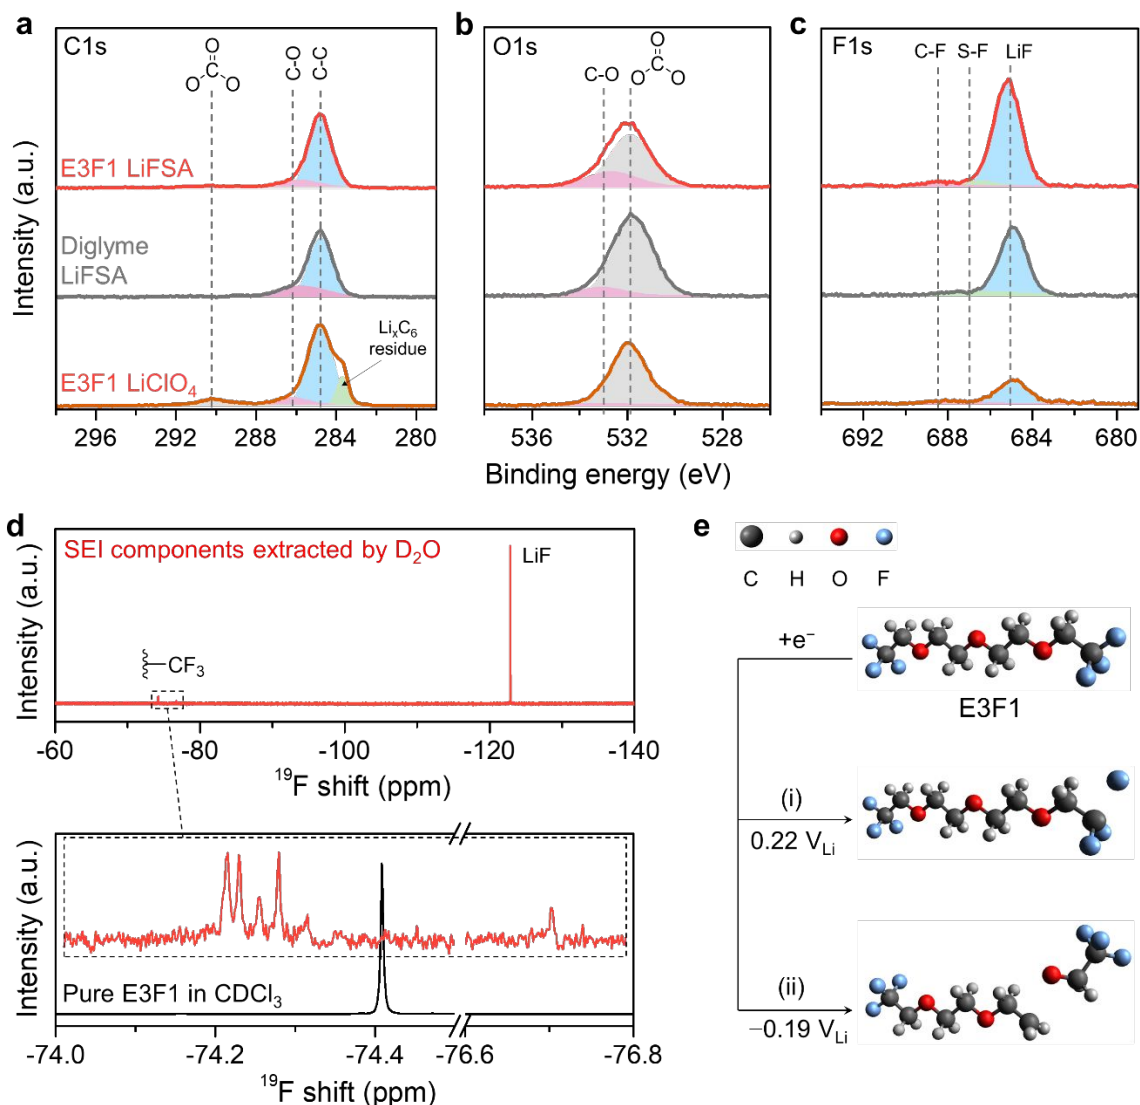 a
C1s
O
C
O O
C-O
C-C
E3F1 LiFSA
Diglyme
LiFSA
LiₓC₆
residue
E3F1 LiClO₄
296 292 288 284 280
b
O1s
C-O
O
C
O O
536 532 528
c
F1s
C-F S-F LiF
692 688 684 680
Intensity (a.u.)
Binding energy (eV)
d
SEI components extracted by D₂O
LiF
CF₃
Intensity (a.u.)
-60 -80 -100 -120 -140
¹⁹F shift (ppm)
Pure E3F1 in CDCl₃
Intensity (a.u.)
-74.0 -74.2 -74.4 -76.6 -76.8
¹⁹F shift (ppm)
e
C H O F
+e⁻
E3F1
(i)
0.22 V_Li
(ii)
−0.19 V_Li